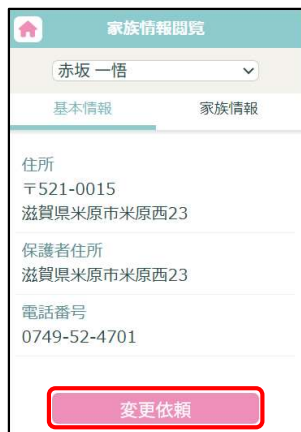 家族情報閲覧
赤坂 一悟
基本情報 家族情報
住所
〒521-0015
滋賀県米原市米原西23
保護者住所
滋賀県米原市米原西23
電話番号
0749-52-4701
変更依頼